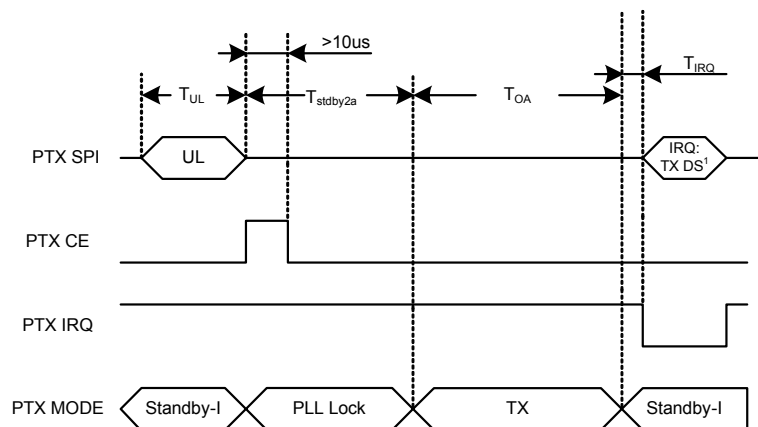 >10us
T_IRQ
T_UL
T_stdby2a
T_OA
PTX SPI
UL
IRQ:
TX DS¹
PTX CE
PTX IRQ
PTX MODE
Standby-I
PLL Lock
TX
Standby-I